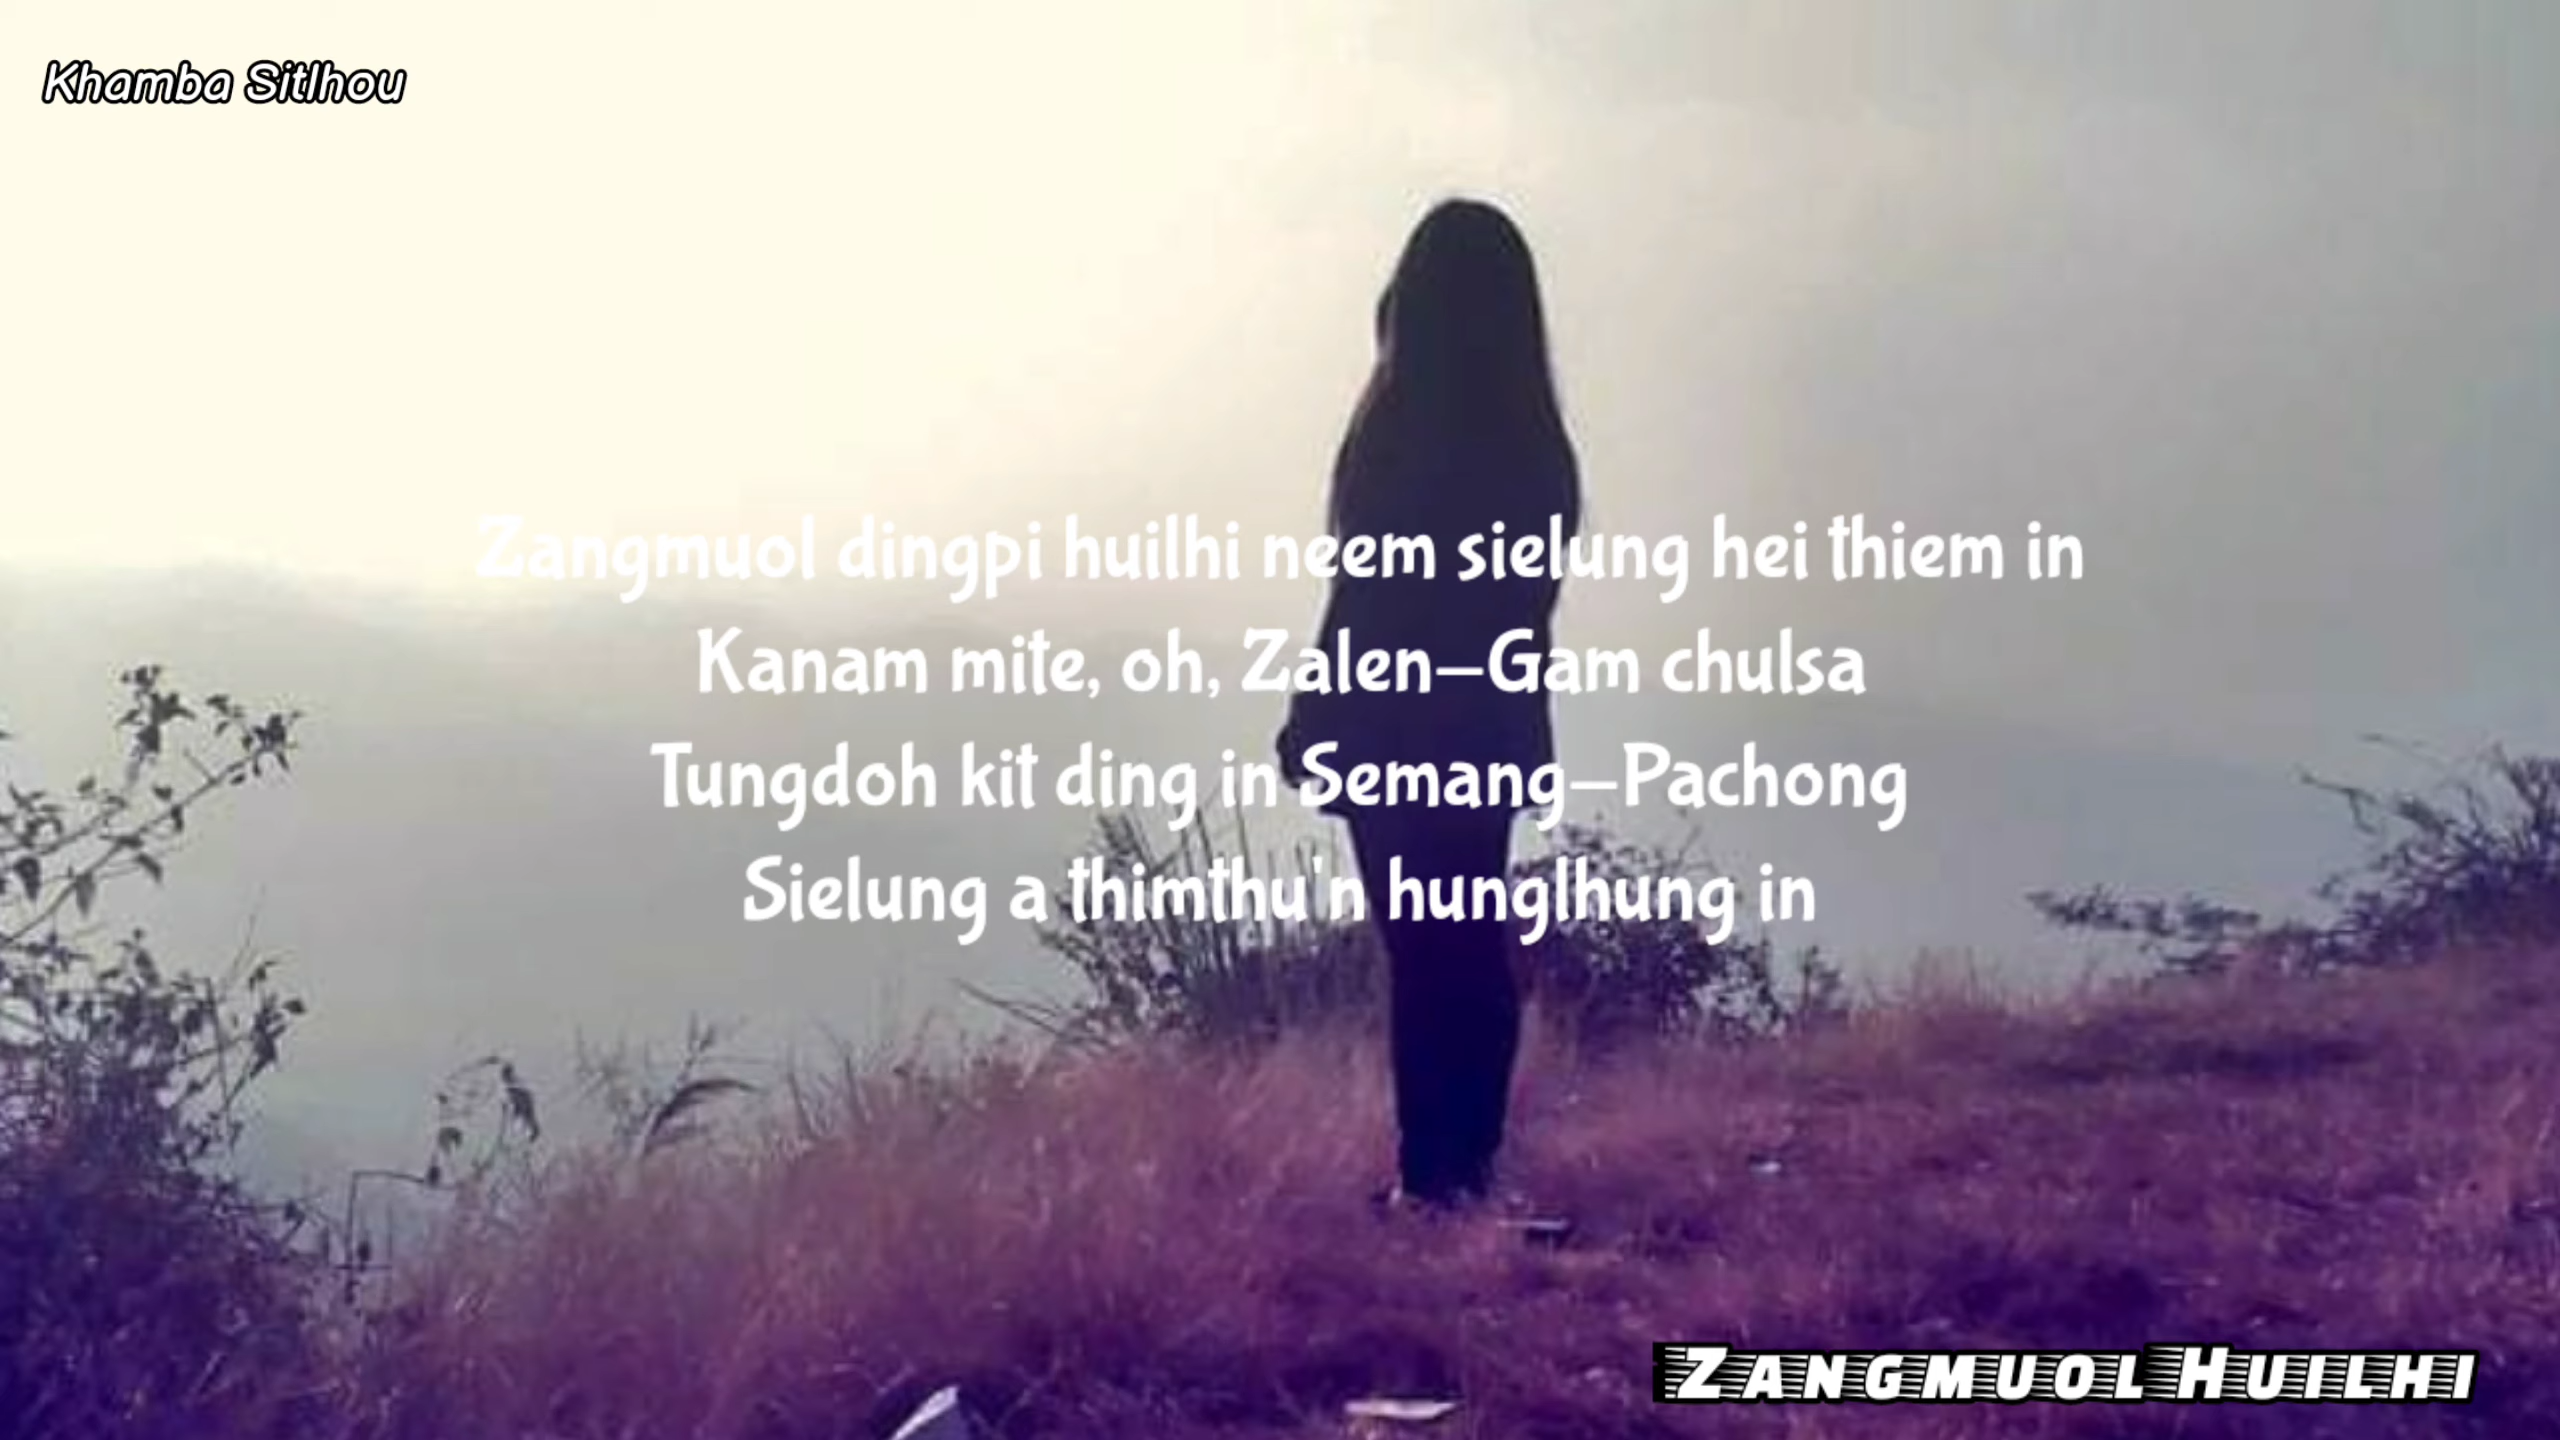 Khamba Sitlhou
Zangmuol dingpi huilhi neem sielung hei thiem in
Kanam mite, oh, Zalen-Gam chulsa
Tungdoh kit ding in Semang-Pachong
Sielung a thimthu'n hunglhung in
Zangmuol Huilhi